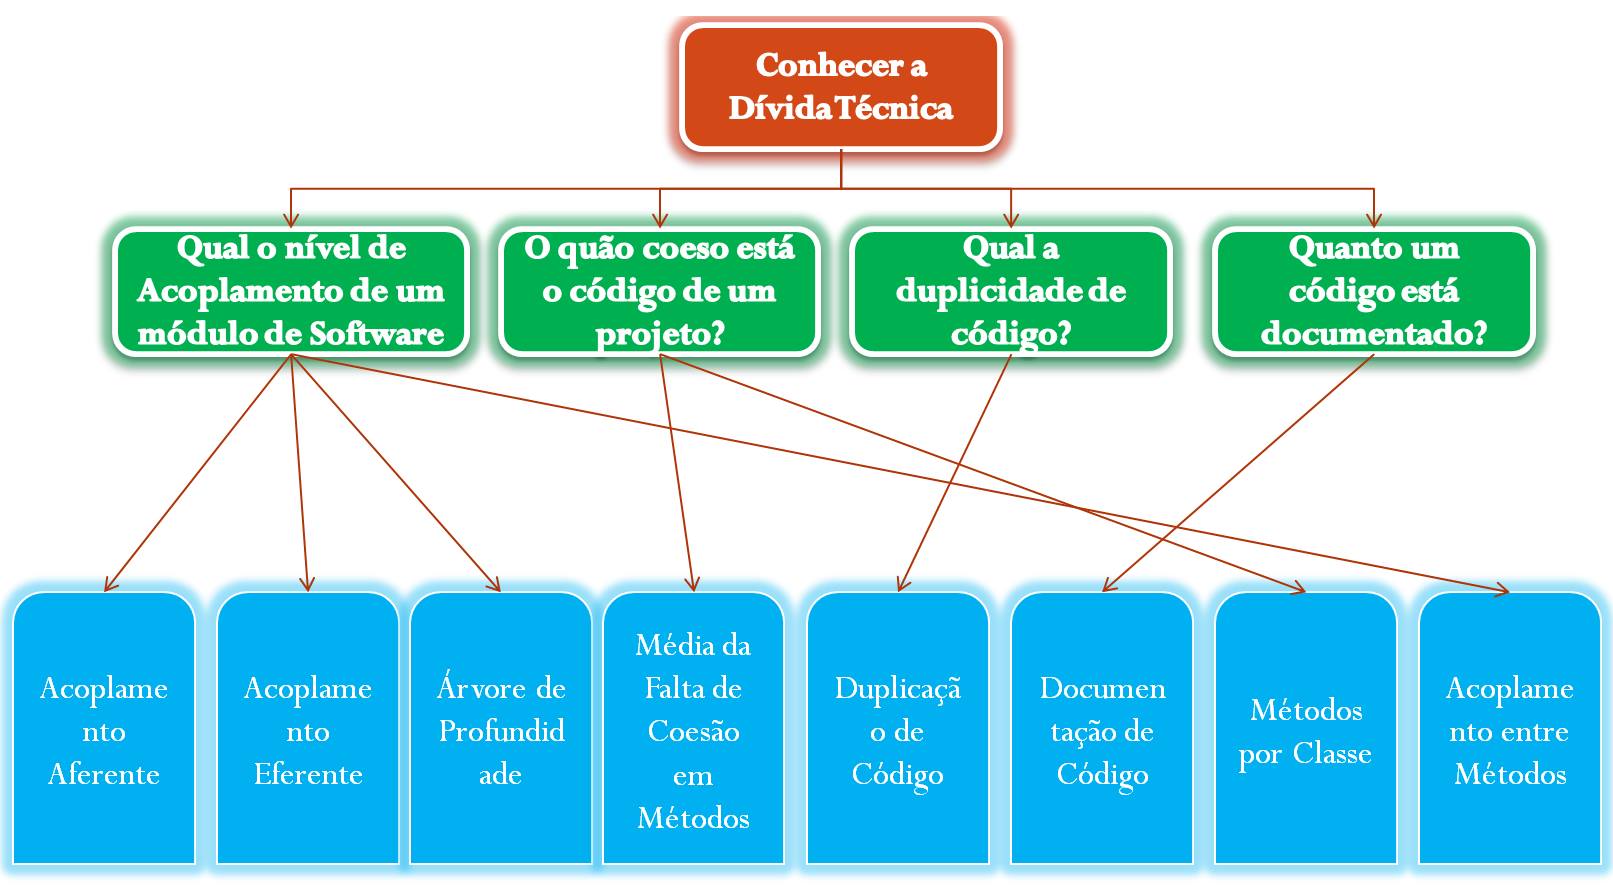 Conhecer a
Dívida Técnica
Qual o nível de
Acoplamento de um
módulo de Software
O quão coeso está
o código de um
projeto?
Qual a
duplicidade de
código?
Quanto um
código está
documentado?
Acoplame
nto
Aferente
Acoplame
nto
Eferente
Árvore de
Profundid
ade
Média da
Falta de
Coesão
em
Métodos
Duplicaçã
o de
Código
Documen
tação de
Código
Métodos
por Classe
Acoplame
nto entre
Métodos